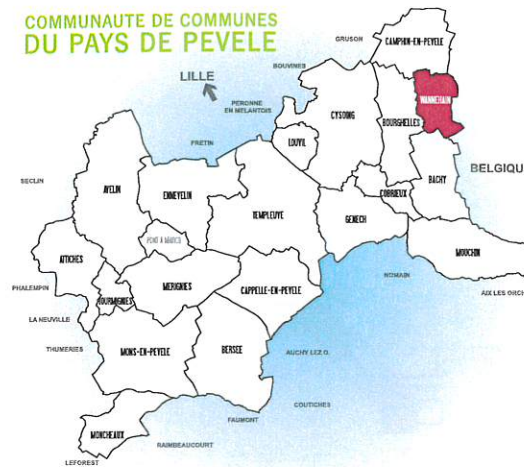 COMMUNAUTE DE COMMUNES
DU PAYS DE PEVELE
GRUSON
CAMPHIN-EN-PEVELE
BOUVINES
LILLE
WANNEHAIN
PERONNE
EN MELANTOIS
CYSOING
BOURGHELLES
FRETIN
LOUVIL
BELGIQU
SECLIN
AVELIN
ENNEVELIN
BACHY
COBRIEUX
TEMPLEUVE
GENECH
PONT A MARCQ
MOUCHIN
ATTICHES
NOMAIN
PHALEMPIN
MERIGNIES
CAPPELLE-EN-PEVELE
AIX LES ORCH
TOURMIGNIES
LA NEUVILLE
THUMERIES
MONS-EN-PEVELE
BERSEE
AUCHY LEZ O.
COUTICHES
FAUMONT
MONCHEAUX
RAIMBEAUCOURT
LEFOREST